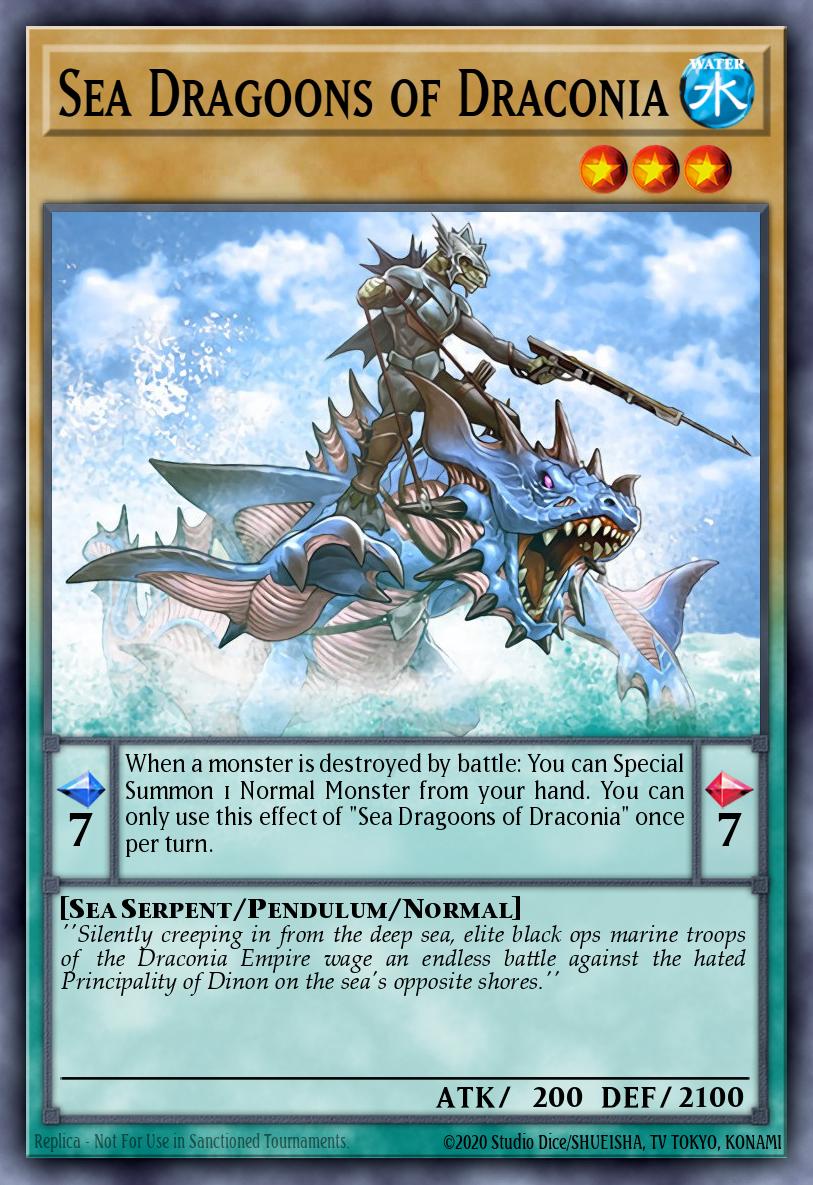 Sea Dragoons of Draconia
WATER
水
When a monster is destroyed by battle: You can Special
Summon 1 Normal Monster from your hand. You can
only use this effect of "Sea Dragoons of Draconia" once
per turn.
7
7
[Sea Serpent/Pendulum/Normal]
''Silently creeping in from the deep sea, elite black ops marine troops
of the Draconia Empire wage an endless battle against the hated
Principality of Dinon on the sea's opposite shores.''
ATK/ 200 DEF/2100
Replica - Not For Use in Sanctioned Tournaments.
©2020 Studio Dice/SHUEISHA, TV TOKYO, KONAMI